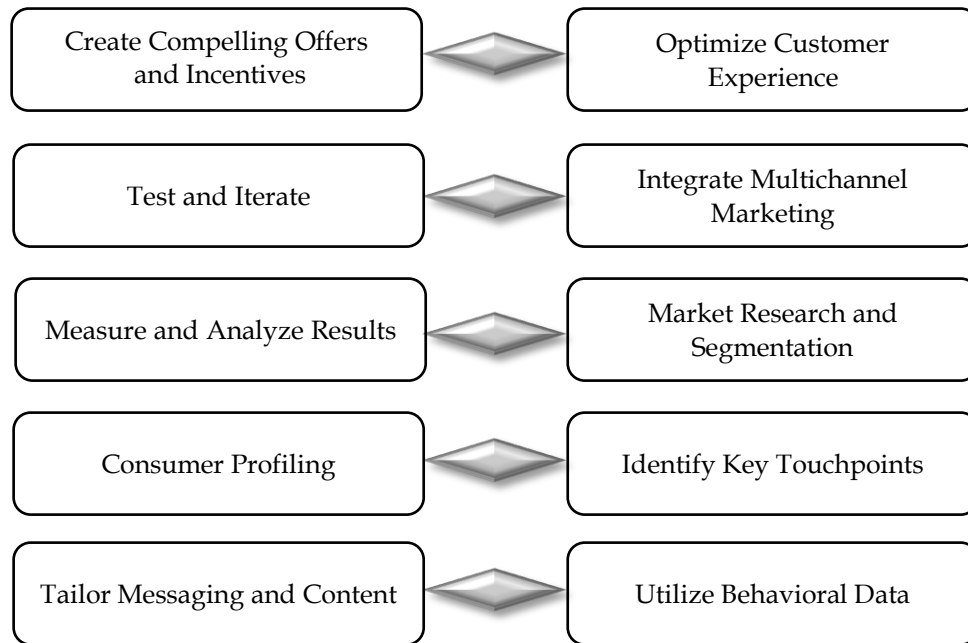 Create Compelling Offers
and Incentives
Optimize Customer
Experience
Test and Iterate
Integrate Multichannel
Marketing
Measure and Analyze Results
Market Research and
Segmentation
Consumer Profiling
Identify Key Touchpoints
Tailor Messaging and Content
Utilize Behavioral Data